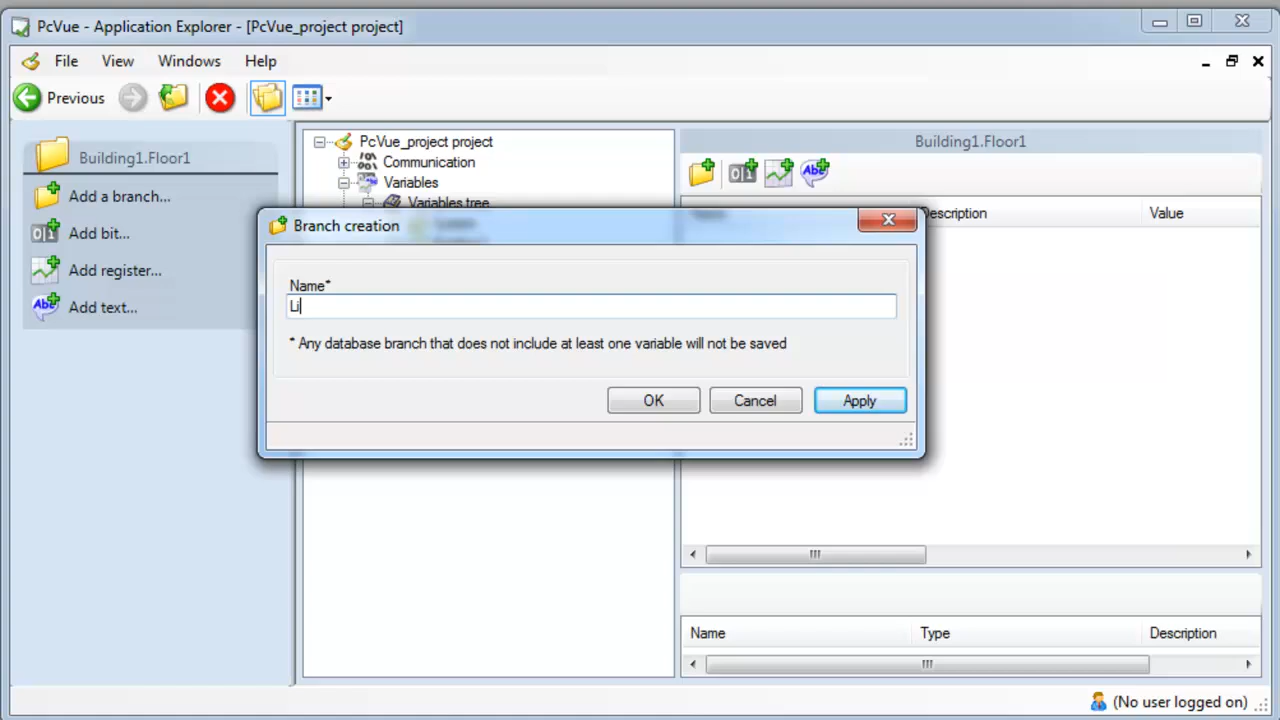 PcVue - Application Explorer - [PcVue_project project]
File View Windows Help
Previous
Building1.Floor1
Add a branch...
Add bit...
Add register...
Add text...
PcVue_project project
Communication
Variables
Variables tree
Building1.Floor1
Description Value
Branch creation
Name*
Li
* Any database branch that does not include at least one variable will not be saved
OK Cancel Apply
Name Type Description
(No user logged on)